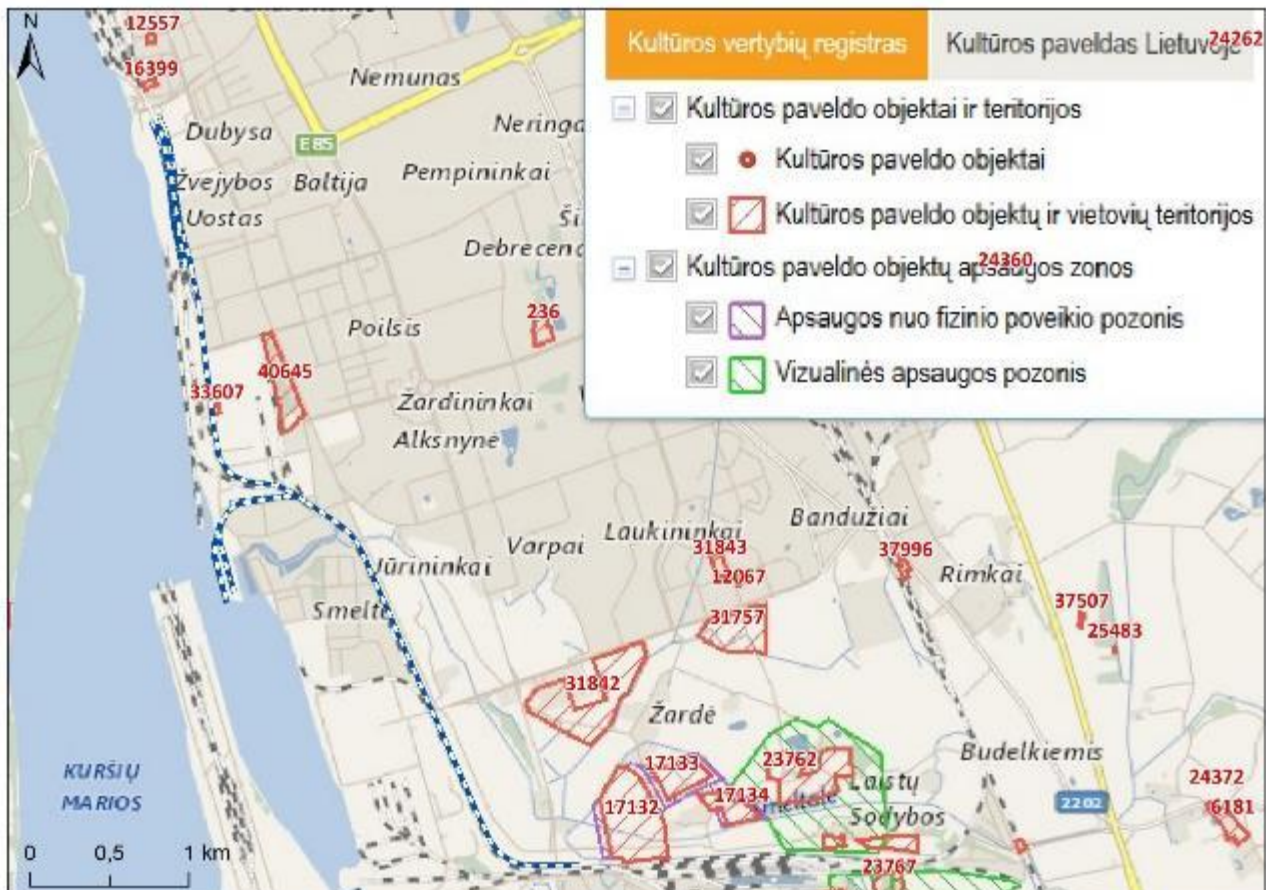 N
12557
16399
Nemunas
Dubysa
Neringa
E 85
Žvejybos
Uostas
Baltija
Pempininkai
Debrecena
Kultūros vertybių registras
Kultūros paveldas Lietuvoje
24262
Kultūros paveldo objektai ir teritorijos
Kultūros paveldo objektai
Kultūros paveldo objektų ir vietovių teritorijos
Kultūros paveldo objektų apsaugos zonos
24360
Apsaugos nuo fizinio poveikio pozonis
Vizualinės apsaugos pozonis
236
Poilsis
40645
33607
Žardininkai
Alksnynė
Varpai
Laukininkai
Bandužiai
31843
12067
37996
Rimkai
Jūrininkai
Smeltė
31757
37507
25483
31842
Žardė
17133
23762
Budelkiemis
17132
17134
Laistų
Sodybos
2202
24372
6181
KURŠIŲ
MARIOS
23767
0 0,5 1 km